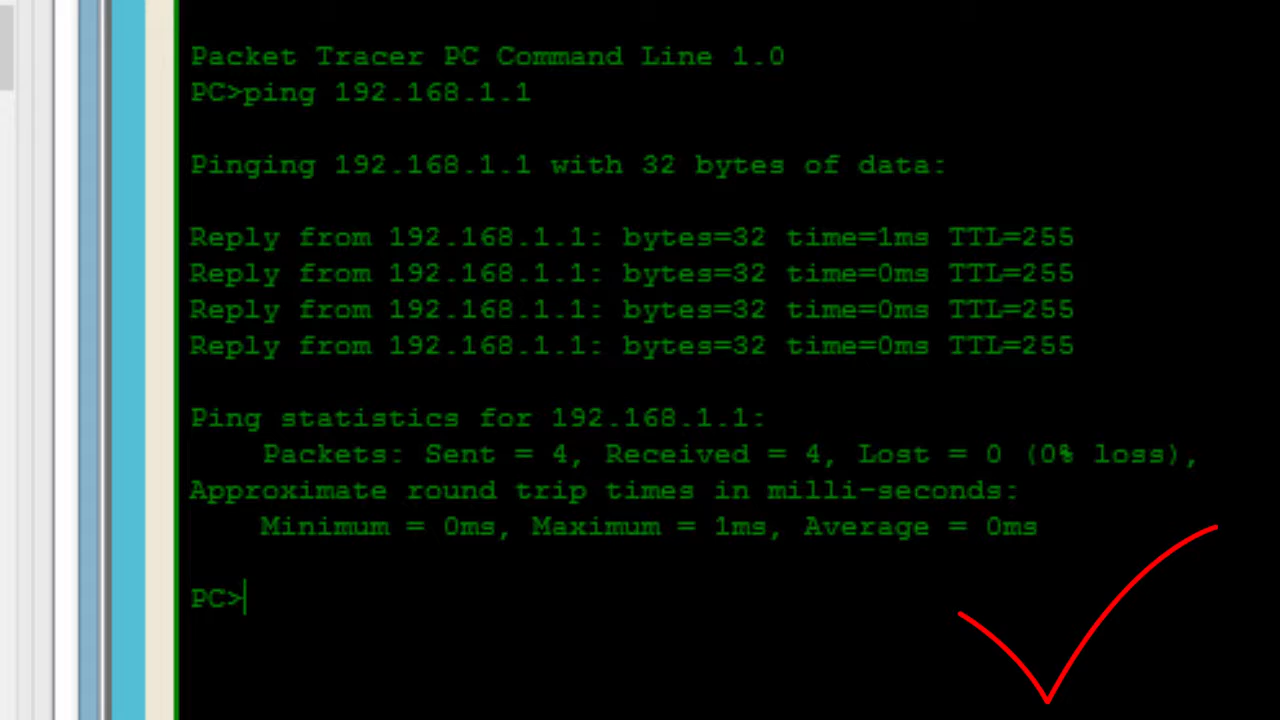 Packet Tracer PC Command Line 1.0
PC>ping 192.168.1.1
Pinging 192.168.1.1 with 32 bytes of data:
Reply from 192.168.1.1: bytes=32 time=1ms TTL=255
Reply from 192.168.1.1: bytes=32 time=0ms TTL=255
Reply from 192.168.1.1: bytes=32 time=0ms TTL=255
Reply from 192.168.1.1: bytes=32 time=0ms TTL=255
Ping statistics for 192.168.1.1:
Packets: Sent = 4, Received = 4, Lost = 0 (0% loss),
Approximate round trip times in milli-seconds:
Minimum = 0ms, Maximum = 1ms, Average = 0ms
PC>